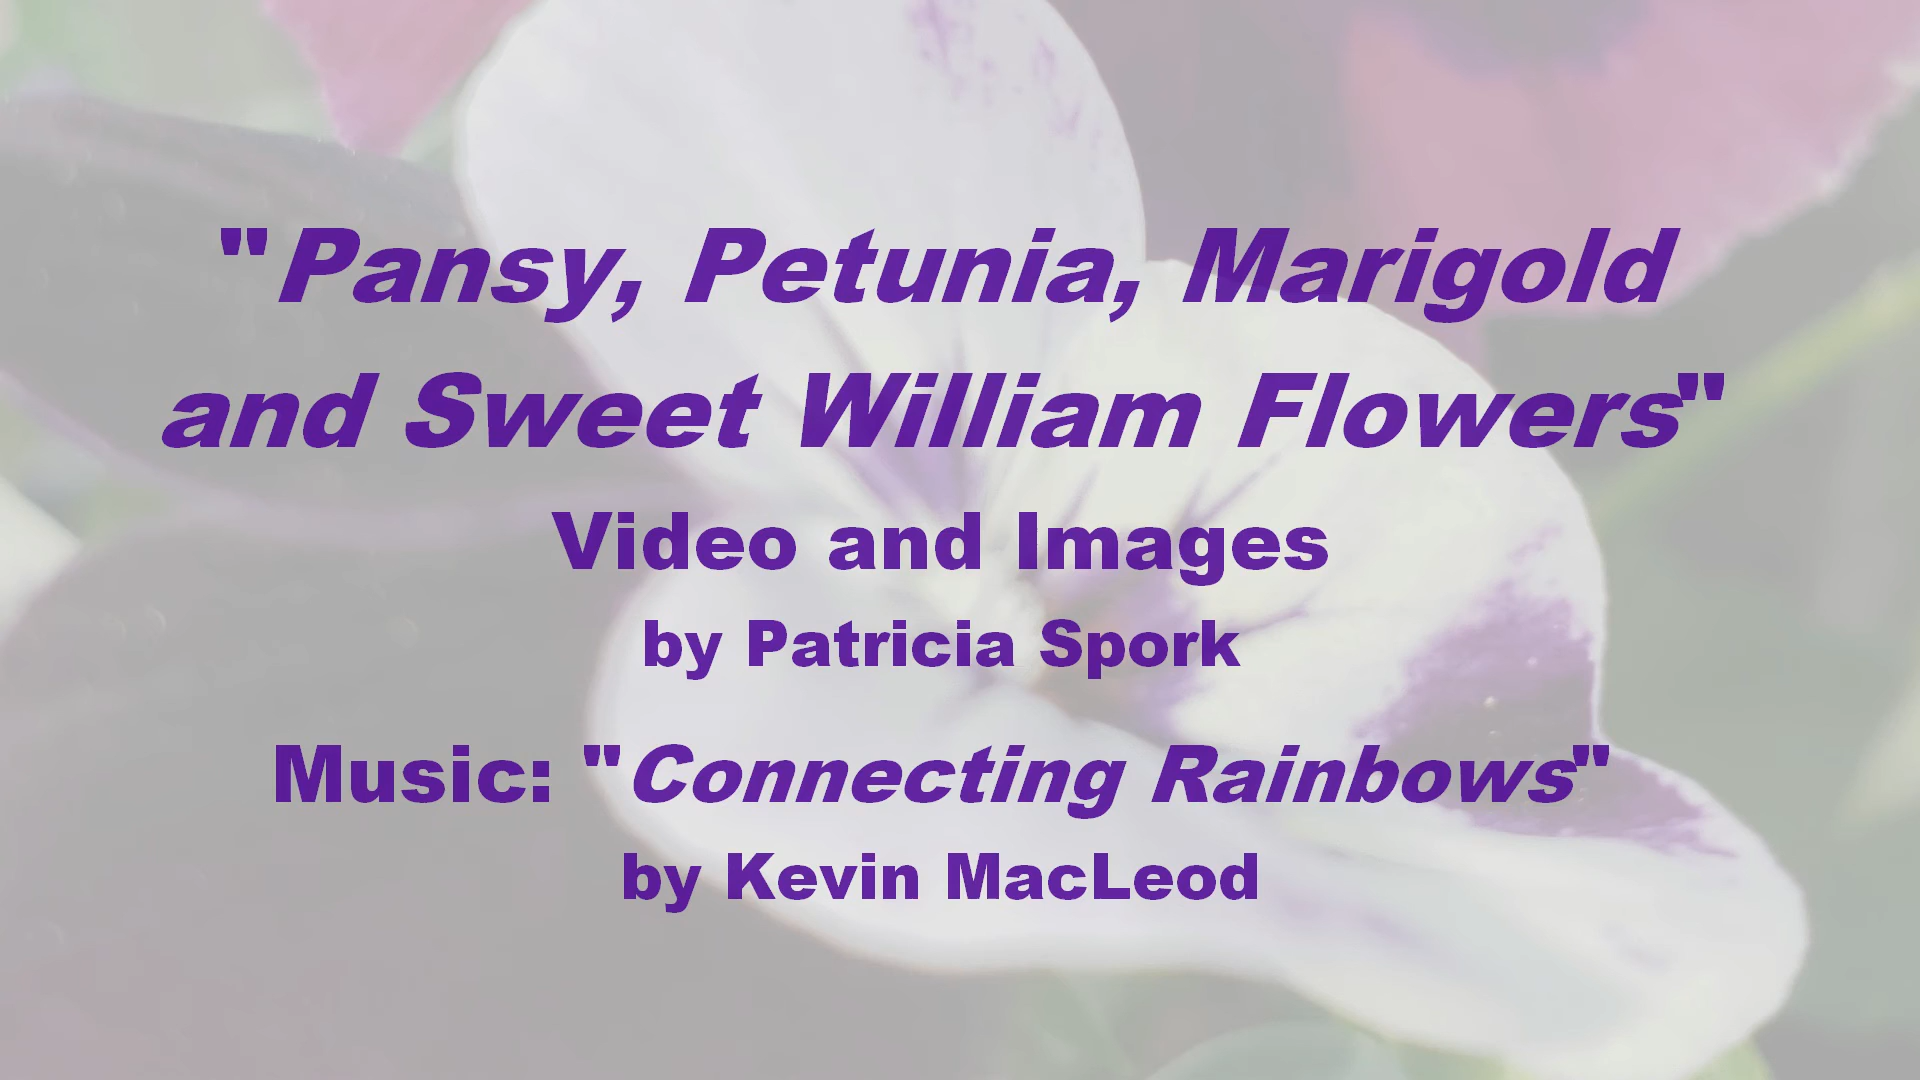 "Pansy, Petunia, Marigold
and Sweet William Flowers"
Video and Images
by Patricia Spork
Music: "Connecting Rainbows"
by Kevin MacLeod